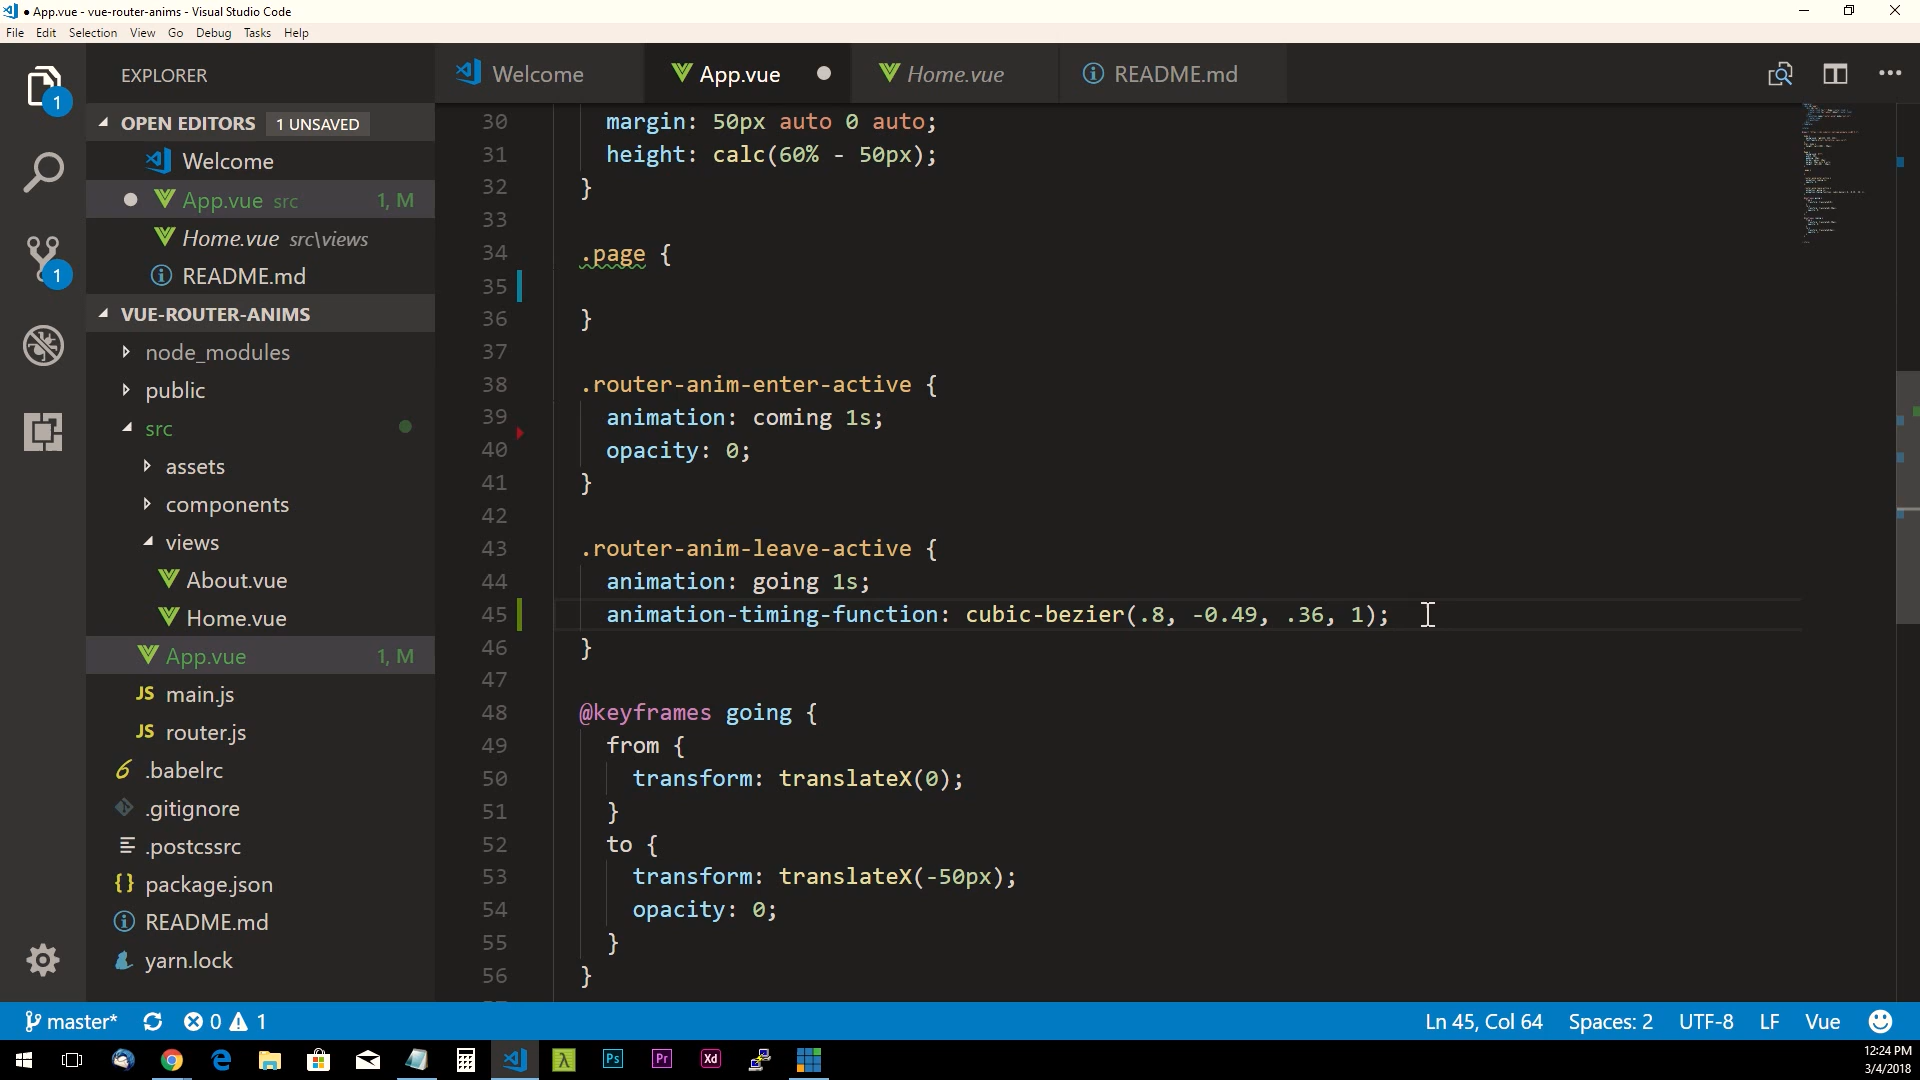 App.vue - vue-router-anims - Visual Studio Code
File Edit Selection View Go Debug Tasks Help
EXPLORER
Welcome App.vue Home.vue README.md
1
OPEN EDITORS 1 UNSAVED
Welcome
App.vue src 1, M
Home.vue src\views
README.md
1
VUE-ROUTER-ANIMS
node_modules
public
src
assets
components
views
About.vue
Home.vue
App.vue 1, M
main.js
router.js
.babelrc
.gitignore
.postcssrc
package.json
README.md
yarn.lock
30 margin: 50px auto 0 auto;
31 height: calc(60% - 50px);
32 }
33
34 .page {
35
36 }
37
38 .router-anim-enter-active {
39 animation: coming 1s;
40 opacity: 0;
41 }
42
43 .router-anim-leave-active {
44 animation: going 1s;
45 animation-timing-function: cubic-bezier(.8, -0.49, .36, 1);
46 }
47
48 @keyframes going {
49 from {
50 transform: translateX(0);
51 }
52 to {
53 transform: translateX(-50px);
54 opacity: 0;
55 }
56 }
master* 0 1 Ln 45, Col 64 Spaces: 2 UTF-8 LF Vue
Ps Pr Xd
12:24 PM
3/4/2018